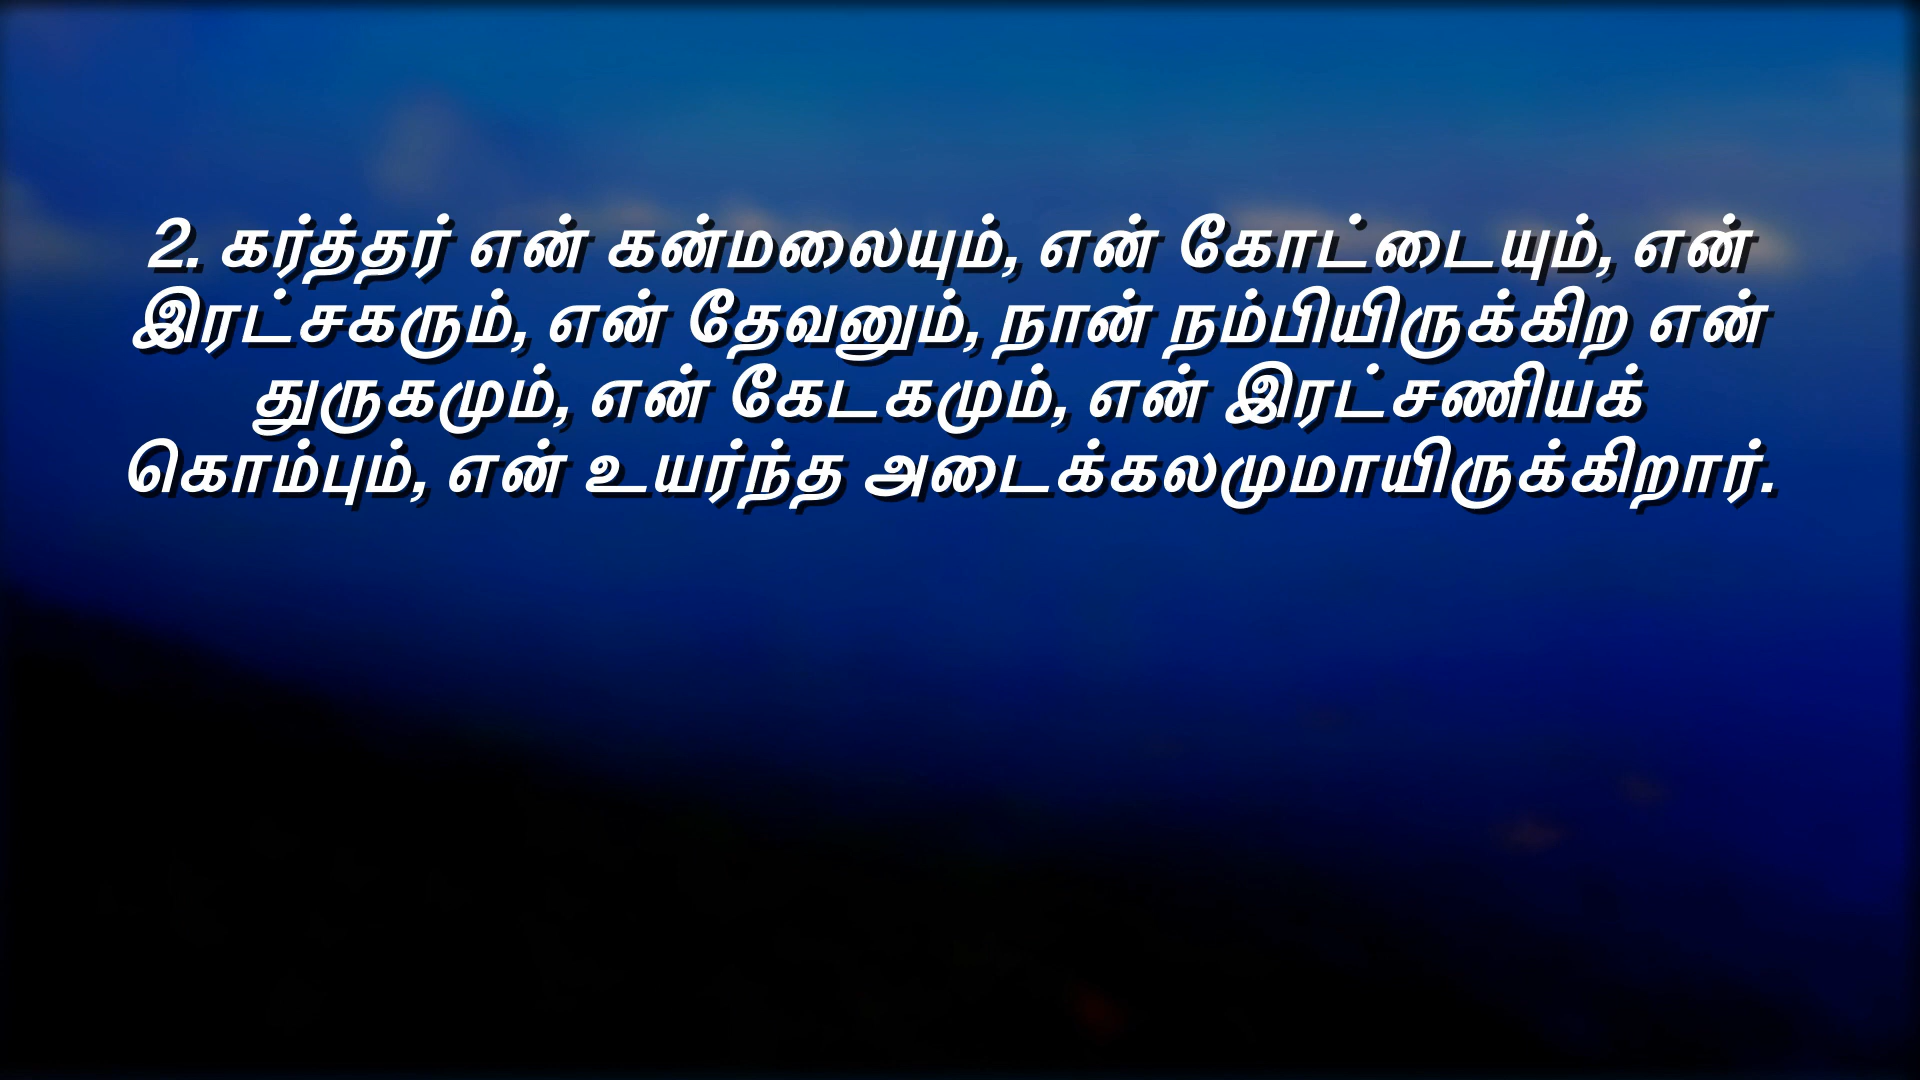 2. கர்த்தர் என் கன்மலையும், என் கோட்டையும், என்
இரட்சகரும், என் தேவனும், நான் நம்பியிருக்கிற என்
துருகமும், என் கேடகமும், என் இரட்சணியக்
கொம்பும், என் உயர்ந்த அடைக்கலமுமாயிருக்கிறார்.